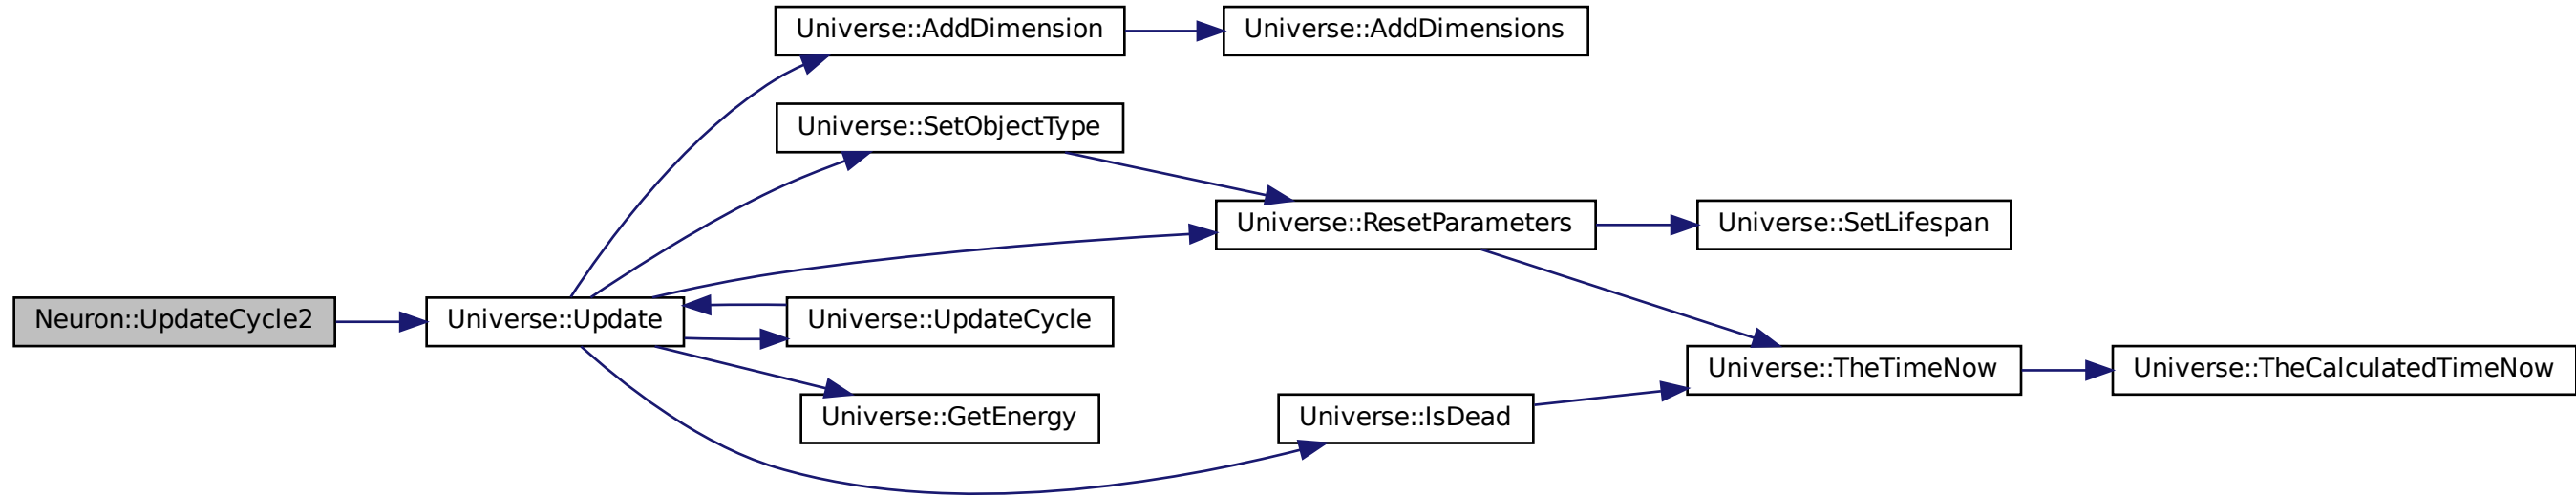 Universe::AddDimension
Universe::AddDimensions
Universe::SetObjectType
Universe::ResetParameters
Universe::SetLifespan
Neuron::UpdateCycle2
Universe::Update
Universe::UpdateCycle
Universe::TheTimeNow
Universe::TheCalculatedTimeNow
Universe::GetEnergy
Universe::IsDead